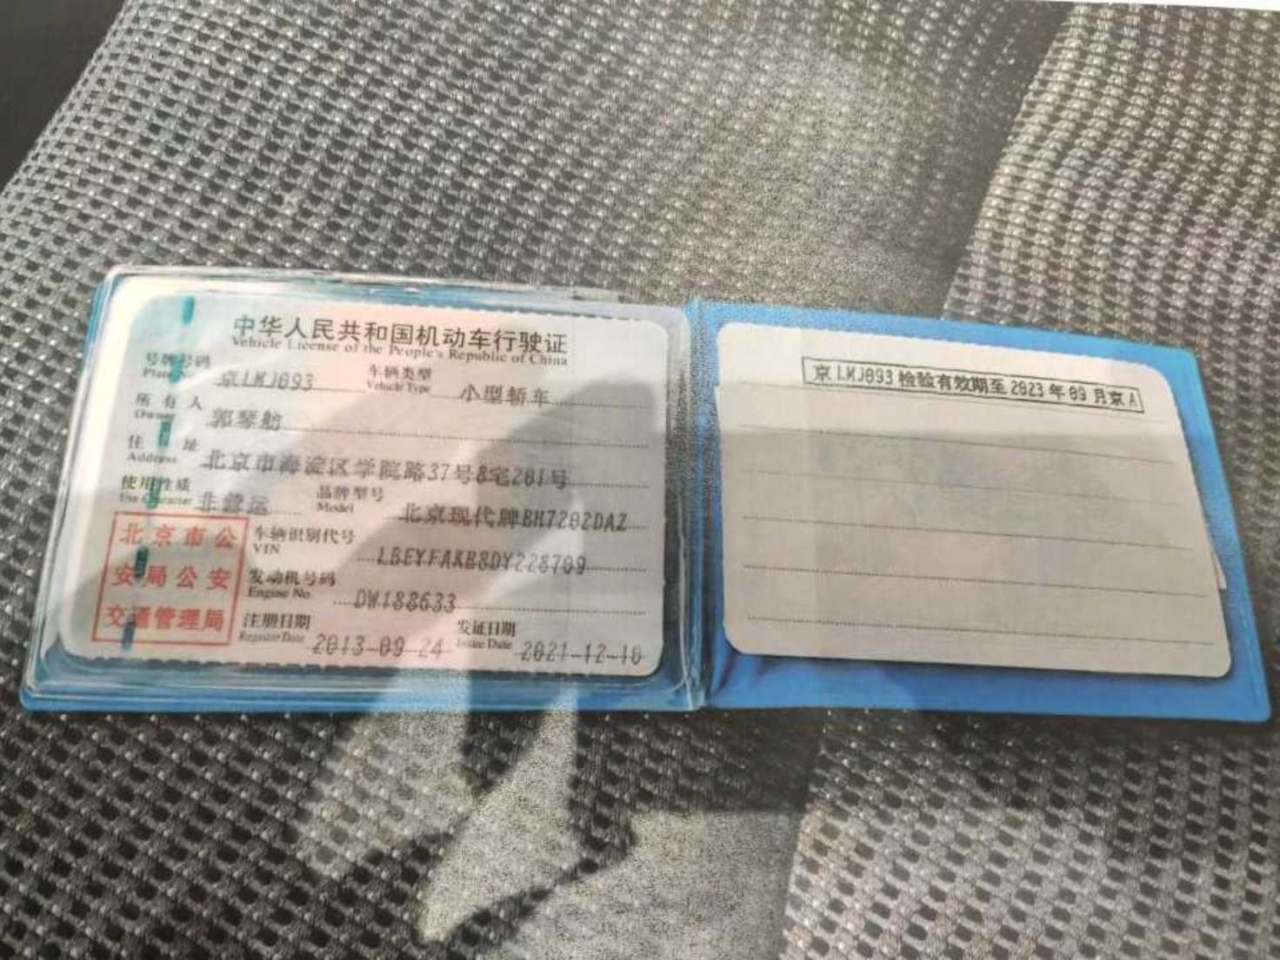 中华人民共和国机动车行驶证
Vehicle License of the People's Republic of China
号牌号码 京LMJ093 车辆类型 小型轿车
Plate Vehicle Type
所有人 郭琴舫
Owner
住址 北京市海淀区学院路37号8宅201号
Address
使用性质 非营运 品牌型号 北京现代牌BH7202DAZ
Use Character Model
北京市公 车辆识别代号 LBEYFAKB8DY228709
VIN
安局公安 发动机号码 DW188633
Engine No
交通管理局 注册日期 2013-09-24 发证日期 2021-12-10
Register Date Issue Date
京LMJ093检验有效期至2023年09月京A